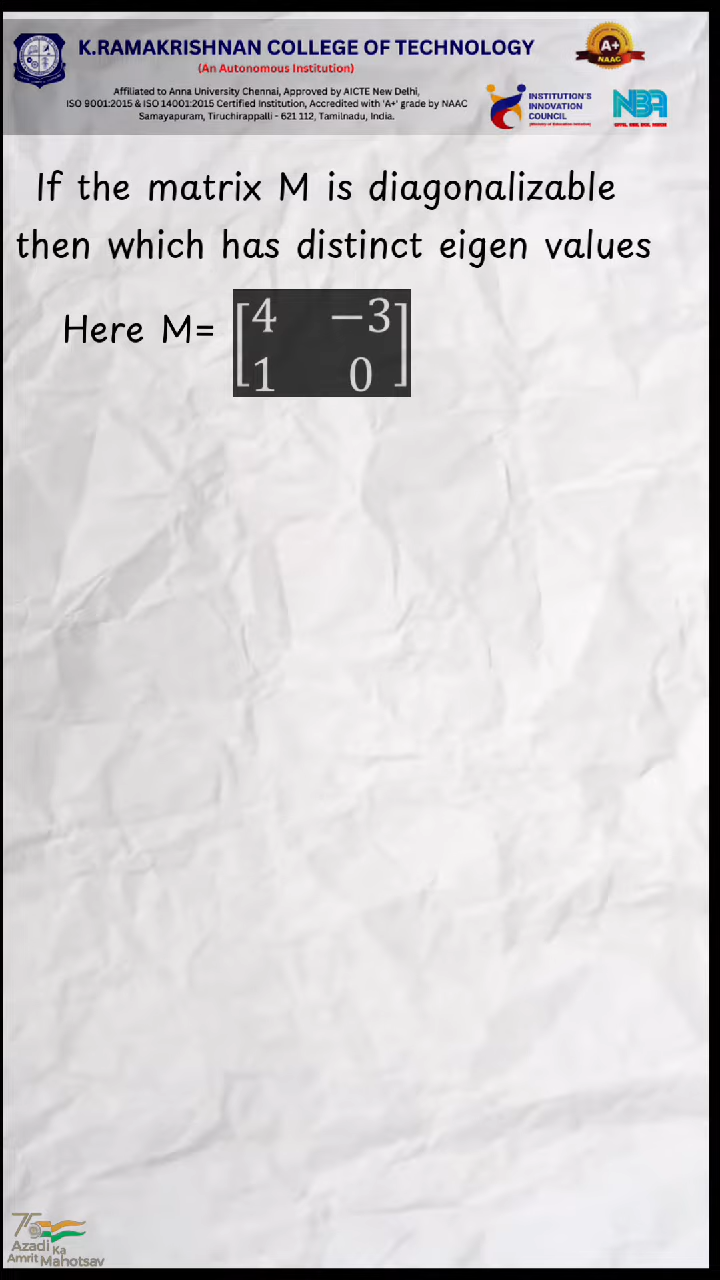 K.RAMAKRISHNAN COLLEGE OF TECHNOLOGY
(An Autonomous Institution)
Affiliated to Anna University Chennai, Approved by AICTE New Delhi,
ISO 9001:2015 & ISO 14001:2015 Certified Institution, Accredited with 'A+' grade by NAAC
Samayapuram, Tiruchirappalli - 621 112, Tamilnadu, India.
A+
NAAC
INSTITUTION'S
INNOVATION
COUNCIL
NBA
If the matrix M is diagonalizable
then which has distinct eigen values
Here M= [4 −3]
[1 0]
75
Azadi Ka
Amrit Mahotsav